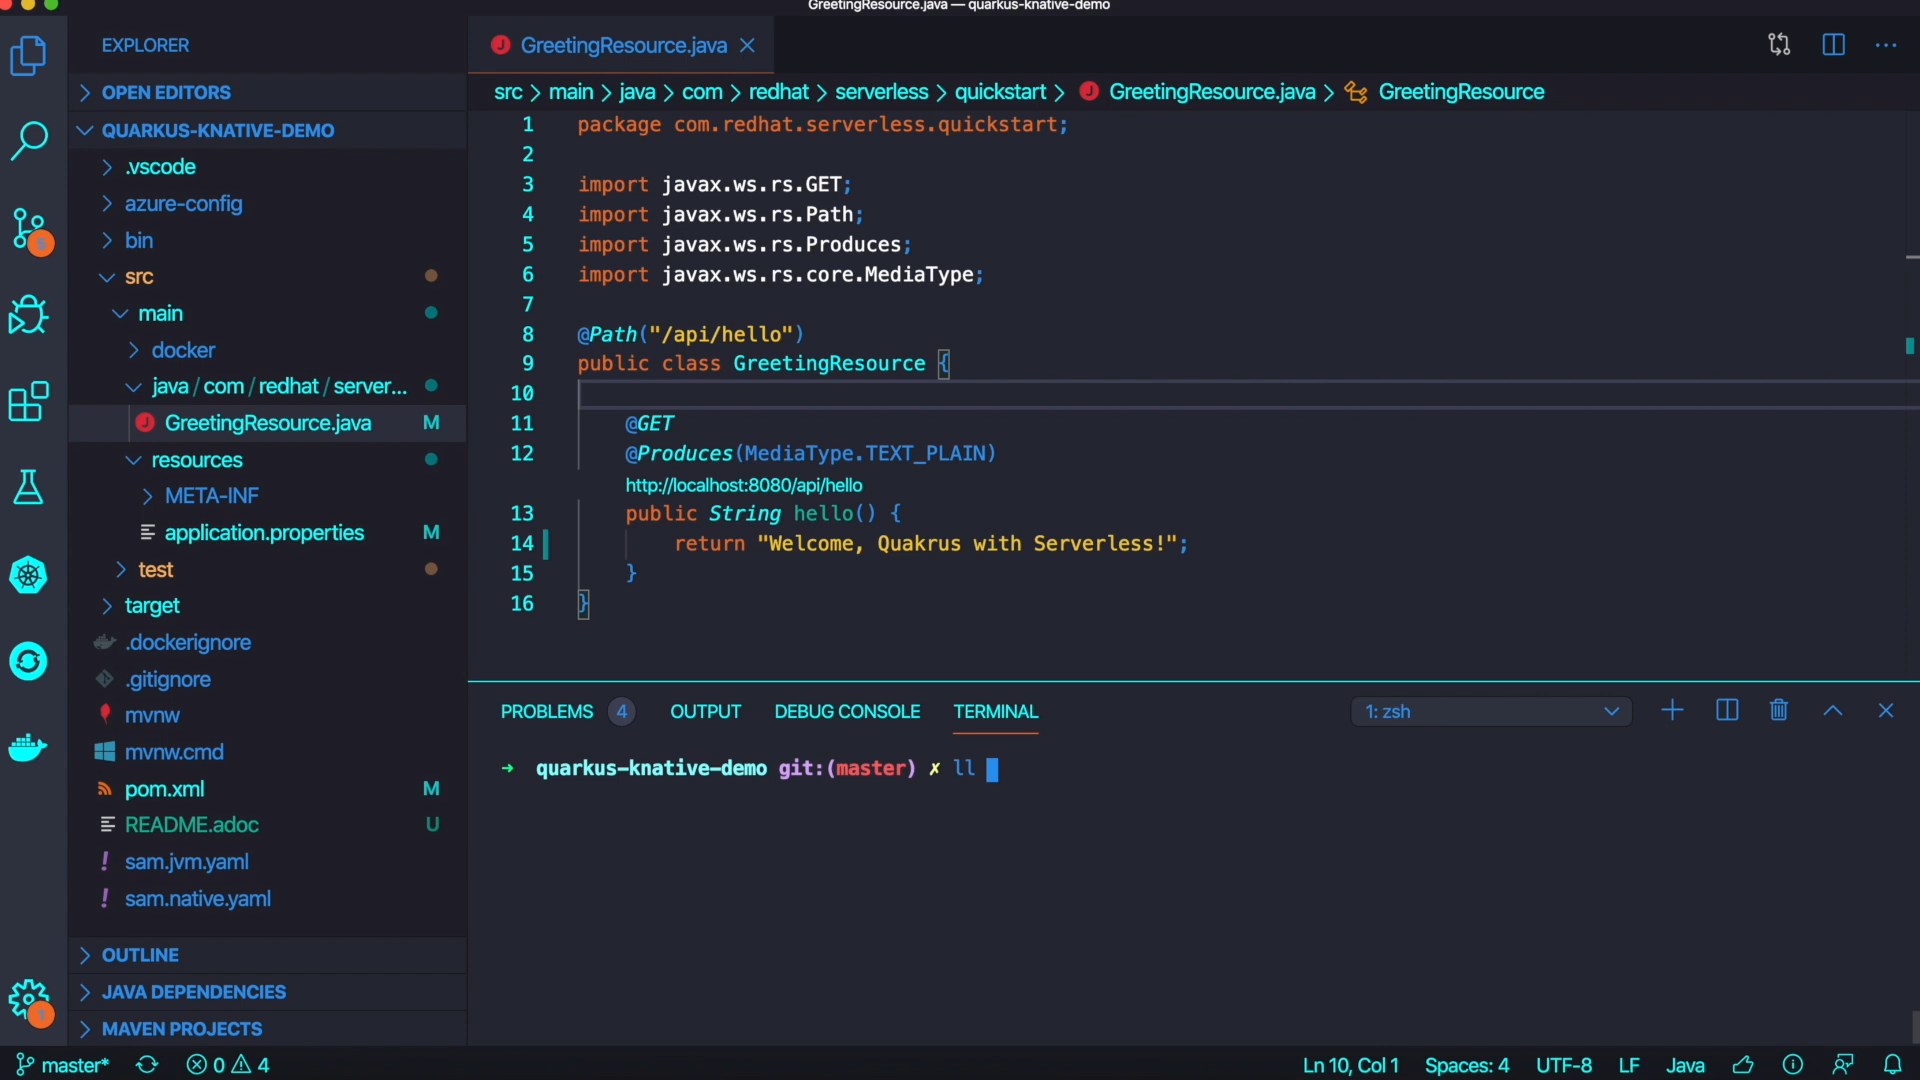 GreetingResource.java — quarkus-knative-demo
EXPLORER
OPEN EDITORS
QUARKUS-KNATIVE-DEMO
.vscode
azure-config
bin
src
main
docker
java / com / redhat / server...
GreetingResource.java M
resources
META-INF
application.properties M
test
target
.dockerignore
.gitignore
mvnw
mvnw.cmd
pom.xml M
README.adoc U
sam.jvm.yaml
sam.native.yaml
OUTLINE
JAVA DEPENDENCIES
MAVEN PROJECTS
GreetingResource.java
src > main > java > com > redhat > serverless > quickstart > GreetingResource.java > GreetingResource
1 package com.redhat.serverless.quickstart;
2
3 import javax.ws.rs.GET;
4 import javax.ws.rs.Path;
5 import javax.ws.rs.Produces;
6 import javax.ws.rs.core.MediaType;
7
8 @Path("/api/hello")
9 public class GreetingResource {
10
11 @GET
12 @Produces(MediaType.TEXT_PLAIN)
http://localhost:8080/api/hello
13 public String hello() {
14 return "Welcome, Quakrus with Serverless!";
15 }
16 }
PROBLEMS 4 OUTPUT DEBUG CONSOLE TERMINAL 1: zsh
→ quarkus-knative-demo git:(master) ✗ ll
master* 0 4 Ln 10, Col 1 Spaces: 4 UTF-8 LF Java